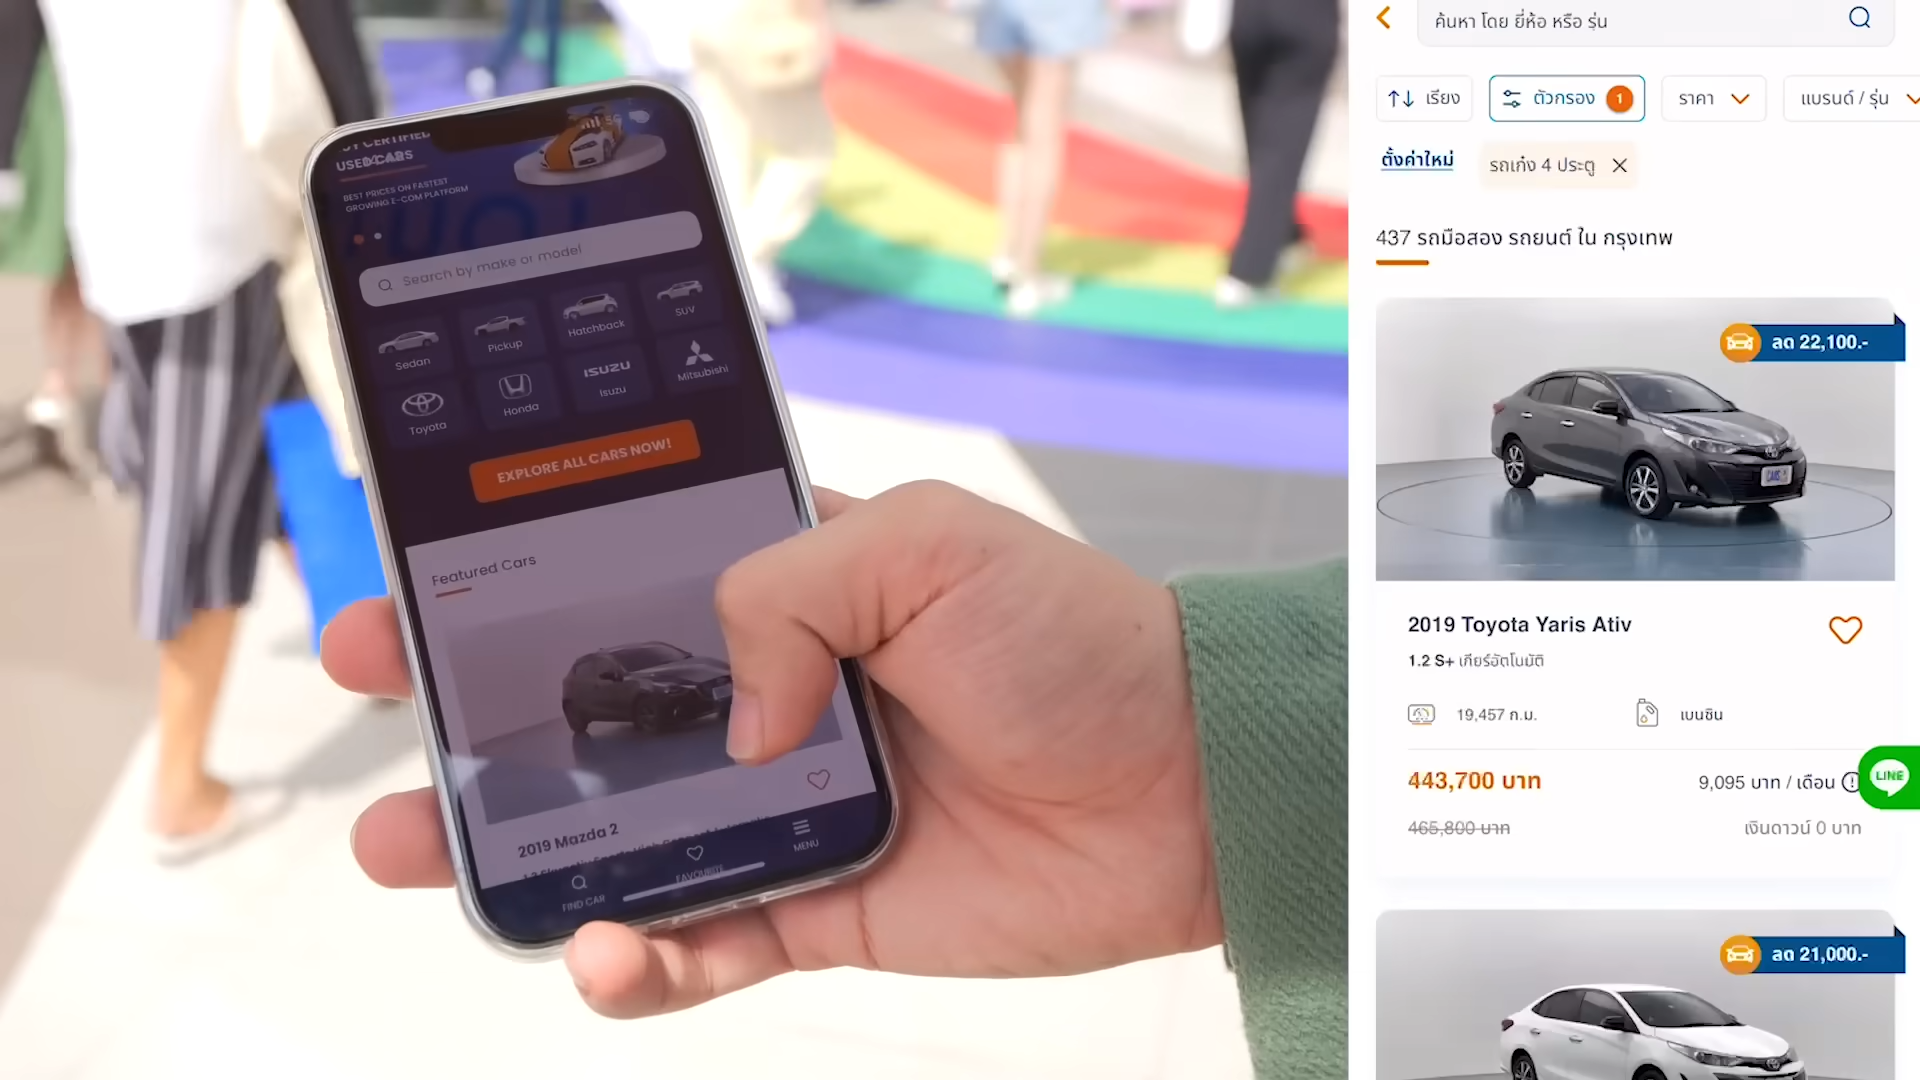 USED CARS
BEST PRICES ON FASTEST
GROWING E-COM PLATFORM
Search by make or model
Sedan
Pickup
Hatchback
SUV
Toyota
Honda
ISUZU
Isuzu
Mitsubishi
EXPLORE ALL CARS NOW!
Featured Cars
2019 Mazda 2
FIND CAR
FAVOURITE
MENU
ค้นหา โดย ยี่ห้อ หรือ รุ่น
เรียง
ตัวกรอง 1
ราคา
แบรนด์ / รุ่น
ตั้งค่าใหม่
รถเก๋ง 4 ประตู
437 รถมือสอง รถยนต์ ใน กรุงเทพ
ลด 22,100.-
CARS
2019 Toyota Yaris Ativ
1.2 S+ เกียร์อัตโนมัติ
19,457 ก.ม.
เบนซิน
443,700 บาท
9,095 บาท / เดือน
LINE
465,800 บาท
เงินดาวน์ 0 บาท
ลด 21,000.-